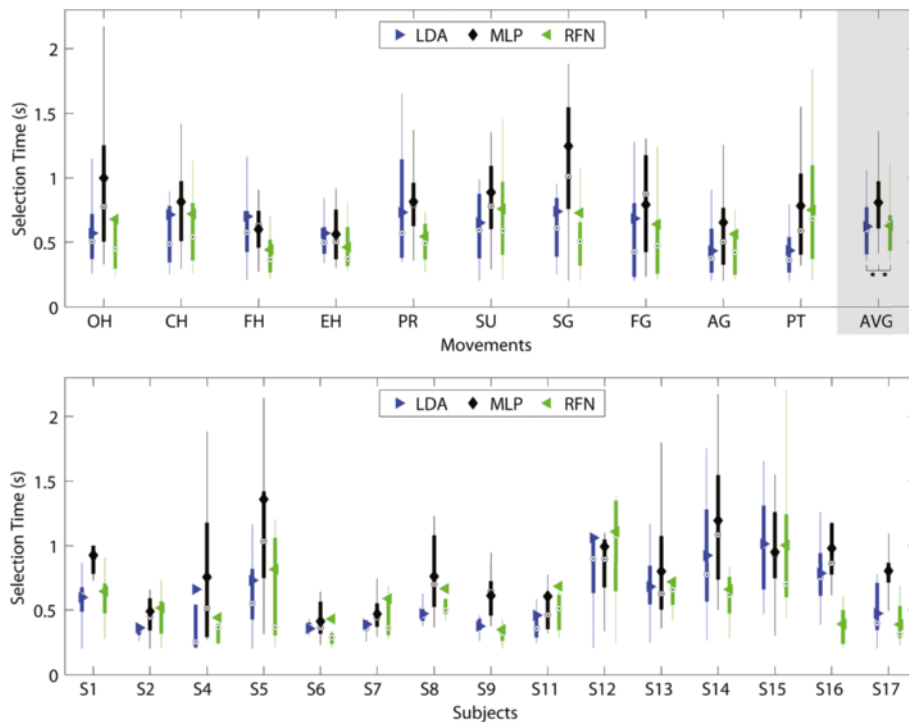 LDA MLP RFN
Selection Time (s)
2
1.5
1
0.5
0
OH CH FH EH PR SU SG FG AG PT AVG
* *
Movements
LDA MLP RFN
Selection Time (s)
2
1.5
1
0.5
0
S1 S2 S4 S5 S6 S7 S8 S9 S11 S12 S13 S14 S15 S16 S17
Subjects